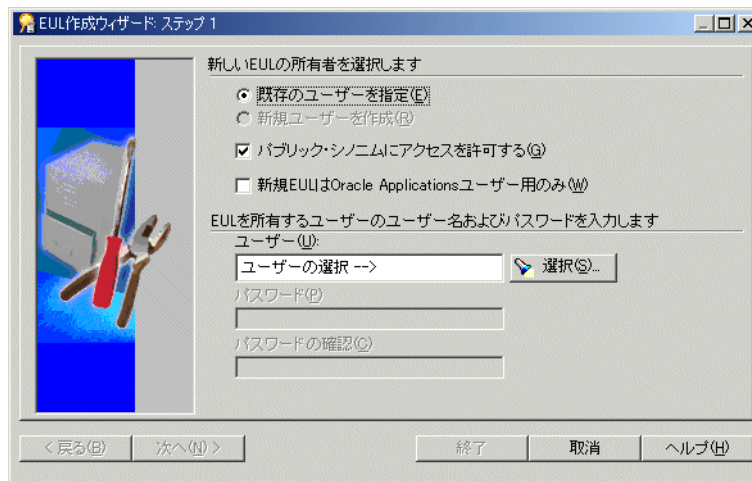 EUL作成ウィザード: ステップ 1
新しいEULの所有者を選択します
既存のユーザーを指定(E)
新規ユーザーを作成(R)
パブリック・シノニムにアクセスを許可する(G)
新規EULはOracle Applicationsユーザー用のみ(W)
EULを所有するユーザーのユーザー名およびパスワードを入力します
ユーザー(U):
ユーザーの選択 -->
選択(S)...
パスワード(P)
パスワードの確認(C)
< 戻る(B)
次へ(N) >
終了
取消
ヘルプ(H)